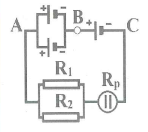 + -
A B + - C
+ -
R₁
R₂ Rₚ